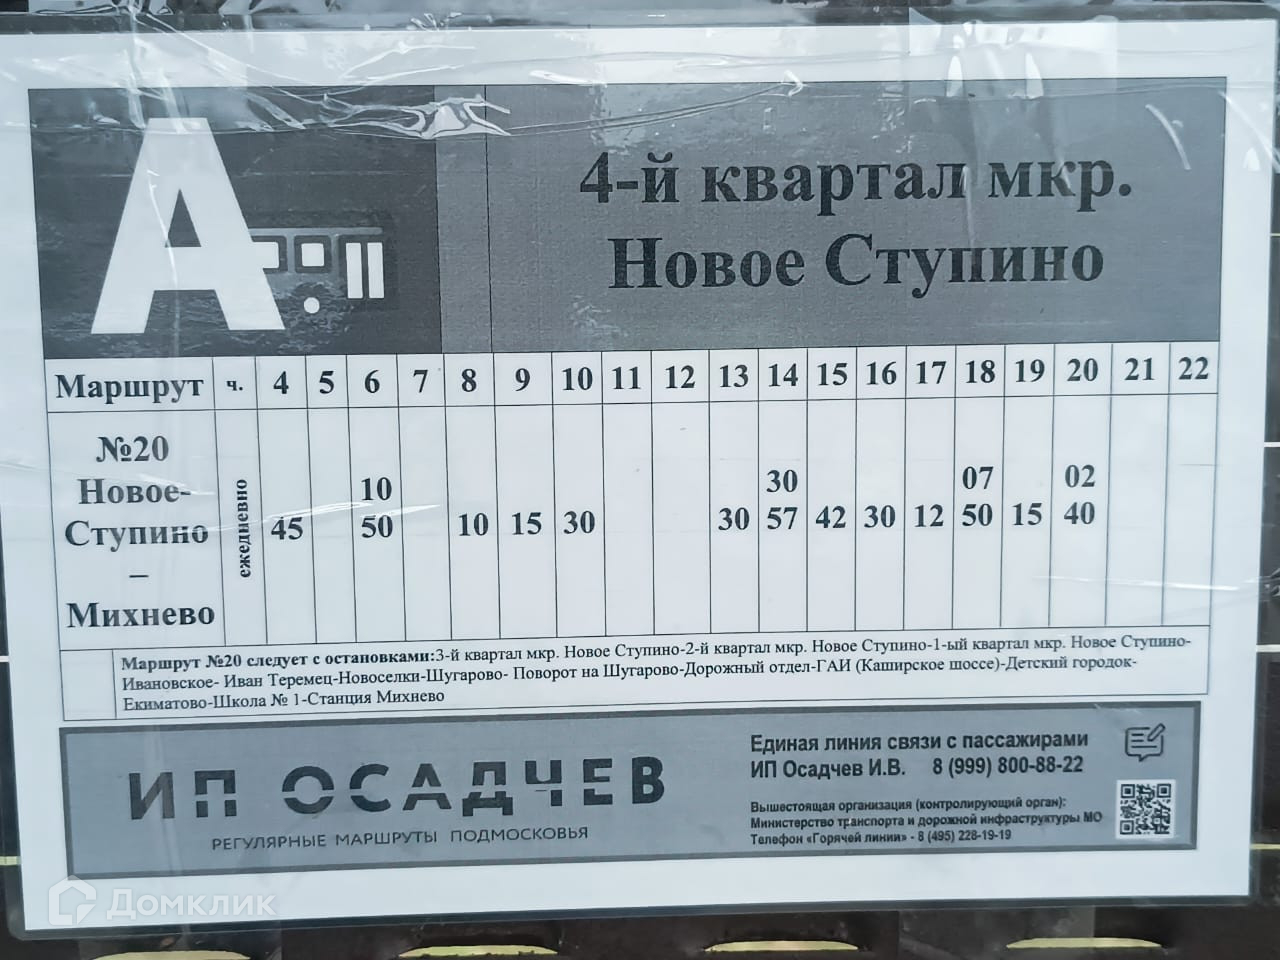 А
4-й квартал мкр.
Новое Ступино
Маршрут ч. 4 5 6 7 8 9 10 11 12 13 14 15 16 17 18 19 20 21 22
№20
Новое-
Ступино
–
Михнево
ежедневно
10 30 07 02
45 50 10 15 30 30 57 42 30 12 50 15 40
Маршрут №20 следует с остановками:3-й квартал мкр. Новое Ступино-2-й квартал мкр. Новое Ступино-1-ый квартал мкр. Новое Ступино-
Ивановское- Иван Теремец-Новоселки-Шугарово- Поворот на Шугарово-Дорожный отдел-ГАИ (Каширское шоссе)-Детский городок-
Екиматово-Школа № 1-Станция Михнево
ИП ОСАДЧЕВ
РЕГУЛЯРНЫЕ МАРШРУТЫ ПОДМОСКОВЬЯ
Единая линия связи с пассажирами
ИП Осадчев И.В. 8 (999) 800-88-22
Вышестоящая организация (контролирующий орган):
Министерство транспорта и дорожной инфраструктуры МО
Телефон «Горячей линии» - 8 (495) 228-19-19
Домклик